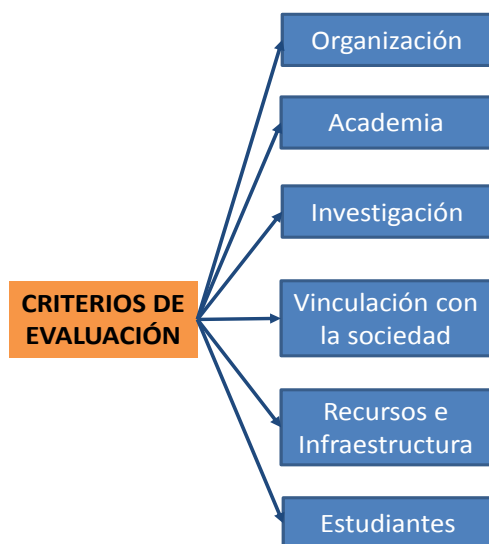 Organización
Academia
Investigación
CRITERIOS DE
EVALUACIÓN
Vinculación con
la sociedad
Recursos e
Infraestructura
Estudiantes